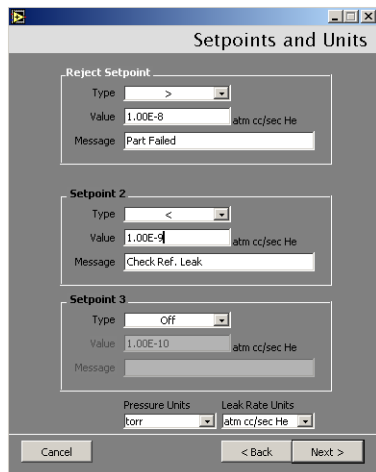 Setpoints and Units
Reject Setpoint
Type >
Value 1.00E-8 atm cc/sec He
Message Part Failed
Setpoint 2
Type <
Value 1.00E-9 atm cc/sec He
Message Check Ref. Leak
Setpoint 3
Type Off
Value 1.00E-10 atm cc/sec He
Message
Pressure Units Leak Rate Units
torr atm cc/sec He
Cancel < Back Next >